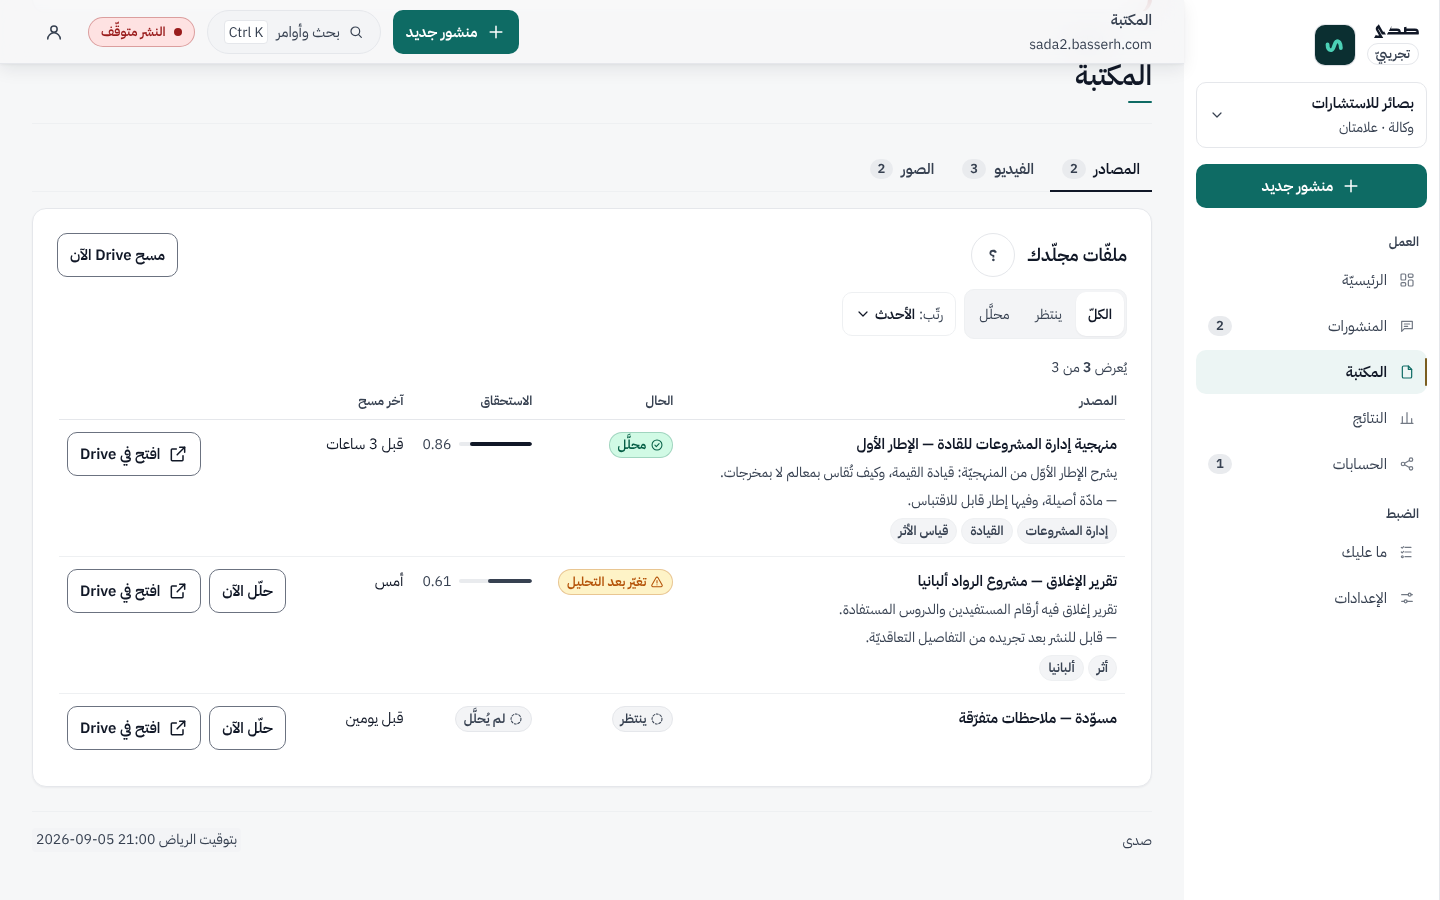 صدى
تجريبيّ
بصائر للاستشارات
وكالة · علامتان
منشور جديد
العمل
الرئيسيّة
المنشورات 2
المكتبة
النتائج
الحسابات 1
الضبط
ما عليك
الإعدادات
المكتبة
sada2.basserh.com
منشور جديد
بحث وأوامر Ctrl K
النشر متوقّف
المكتبة
المصادر 2
الفيديو 3
الصور 2
ملفّات مجلّدك ؟
مسح Drive الآن
الكلّ ينتظر محلَّل
رتّب: الأحدث
يُعرض 3 من 3
المصدر الحال الاستحقاق آخر مسح
منهجية إدارة المشروعات للقادة — الإطار الأول محلَّل 0.86 قبل 3 ساعات افتح في Drive
يشرح الإطار الأوّل من المنهجيّة: قيادة القيمة، وكيف تُقاس بمعالم لا بمخرجات.
— مادّة أصيلة، وفيها إطار قابل للاقتباس.
إدارة المشروعات القيادة قياس الأثر
تقرير الإغلاق — مشروع الرواد ألبانيا تغيّر بعد التحليل 0.61 أمس حلّل الآن افتح في Drive
تقرير إغلاق فيه أرقام المستفيدين والدروس المستفادة.
— قابل للنشر بعد تجريده من التفاصيل التعاقديّة.
أثر ألبانيا
مسوّدة — ملاحظات متفرّقة ينتظر لم يُحلَّل قبل يومين حلّل الآن افتح في Drive
صدى
بتوقيت الرياض 21:00 2026-09-05